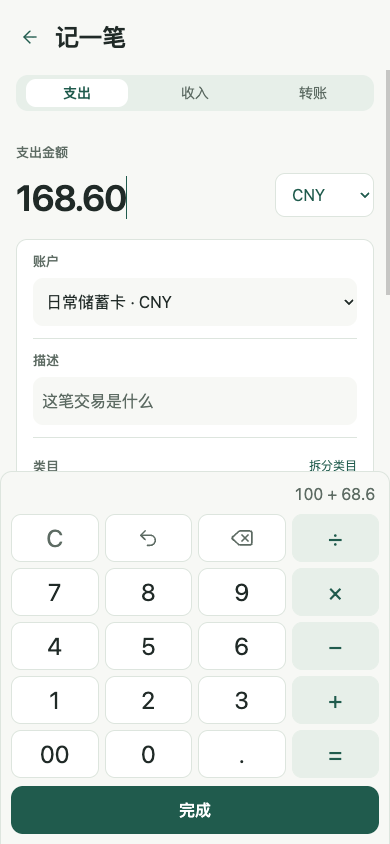 记一笔
支出 收入 转账
支出金额
168.60 CNY
账户
日常储蓄卡 · CNY
描述
这笔交易是什么
类目 拆分类目
100 + 68.6
C ÷
7 8 9 ×
4 5 6 −
1 2 3 +
00 0 . =
完成